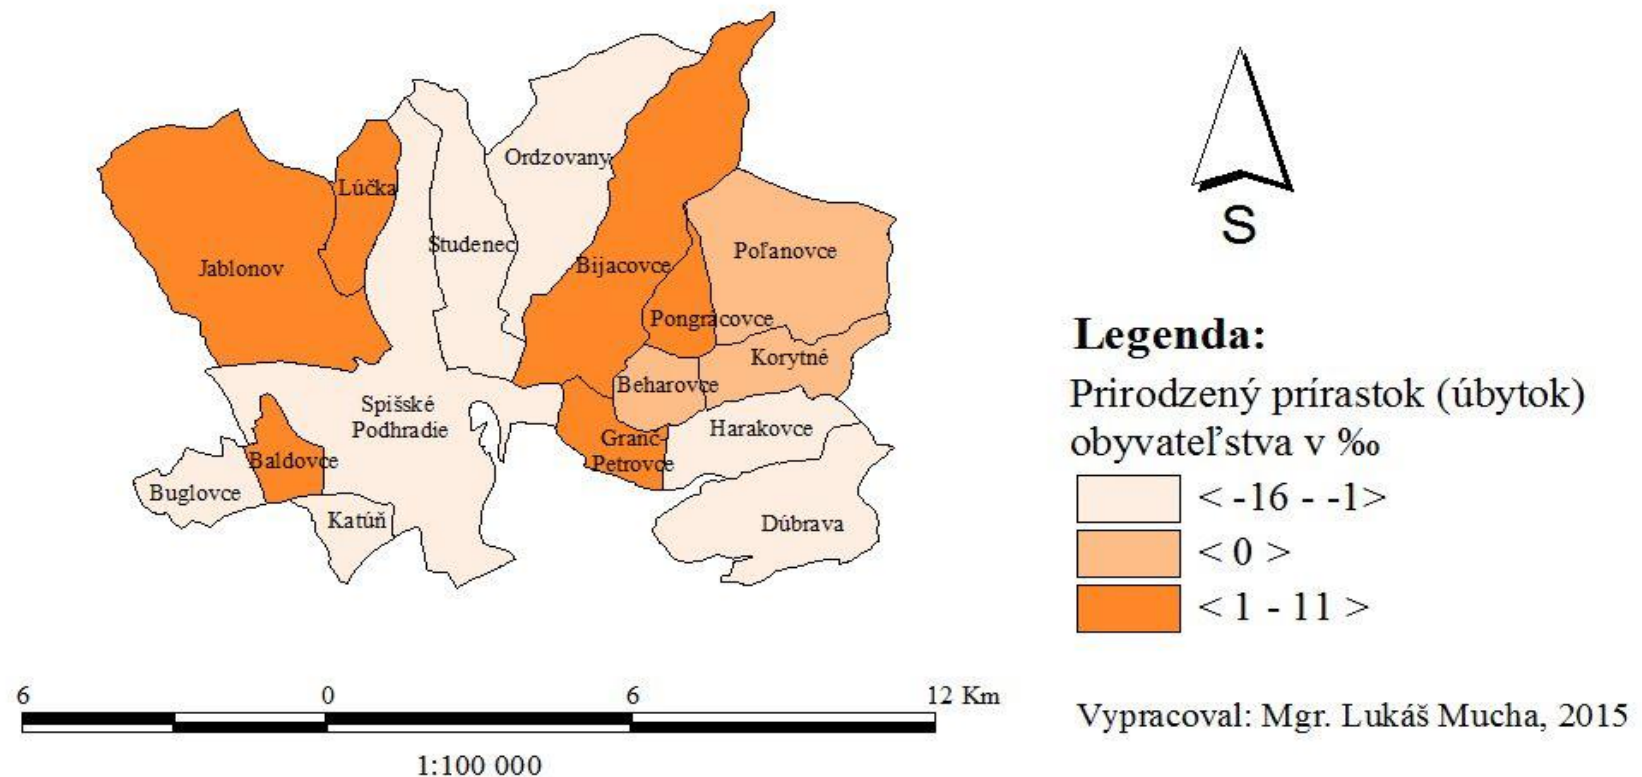 Ordzovany
Lúčka
Studenec
Jablonov
Bijacovce
Poľanovce
Pongrácovce
Korytné
Beharovce
Spišské
Podhradie
Harakovce
Granč-
Petrovce
Baldovce
Buglovce
Katúň
Dúbrava
S
Legenda:
Prirodzený prírastok (úbytok)
obyvateľstva v ‰
< -16 - -1>
< 0 >
< 1 - 11 >
6 0 6 12 Km
1:100 000
Vypracoval: Mgr. Lukáš Mucha, 2015